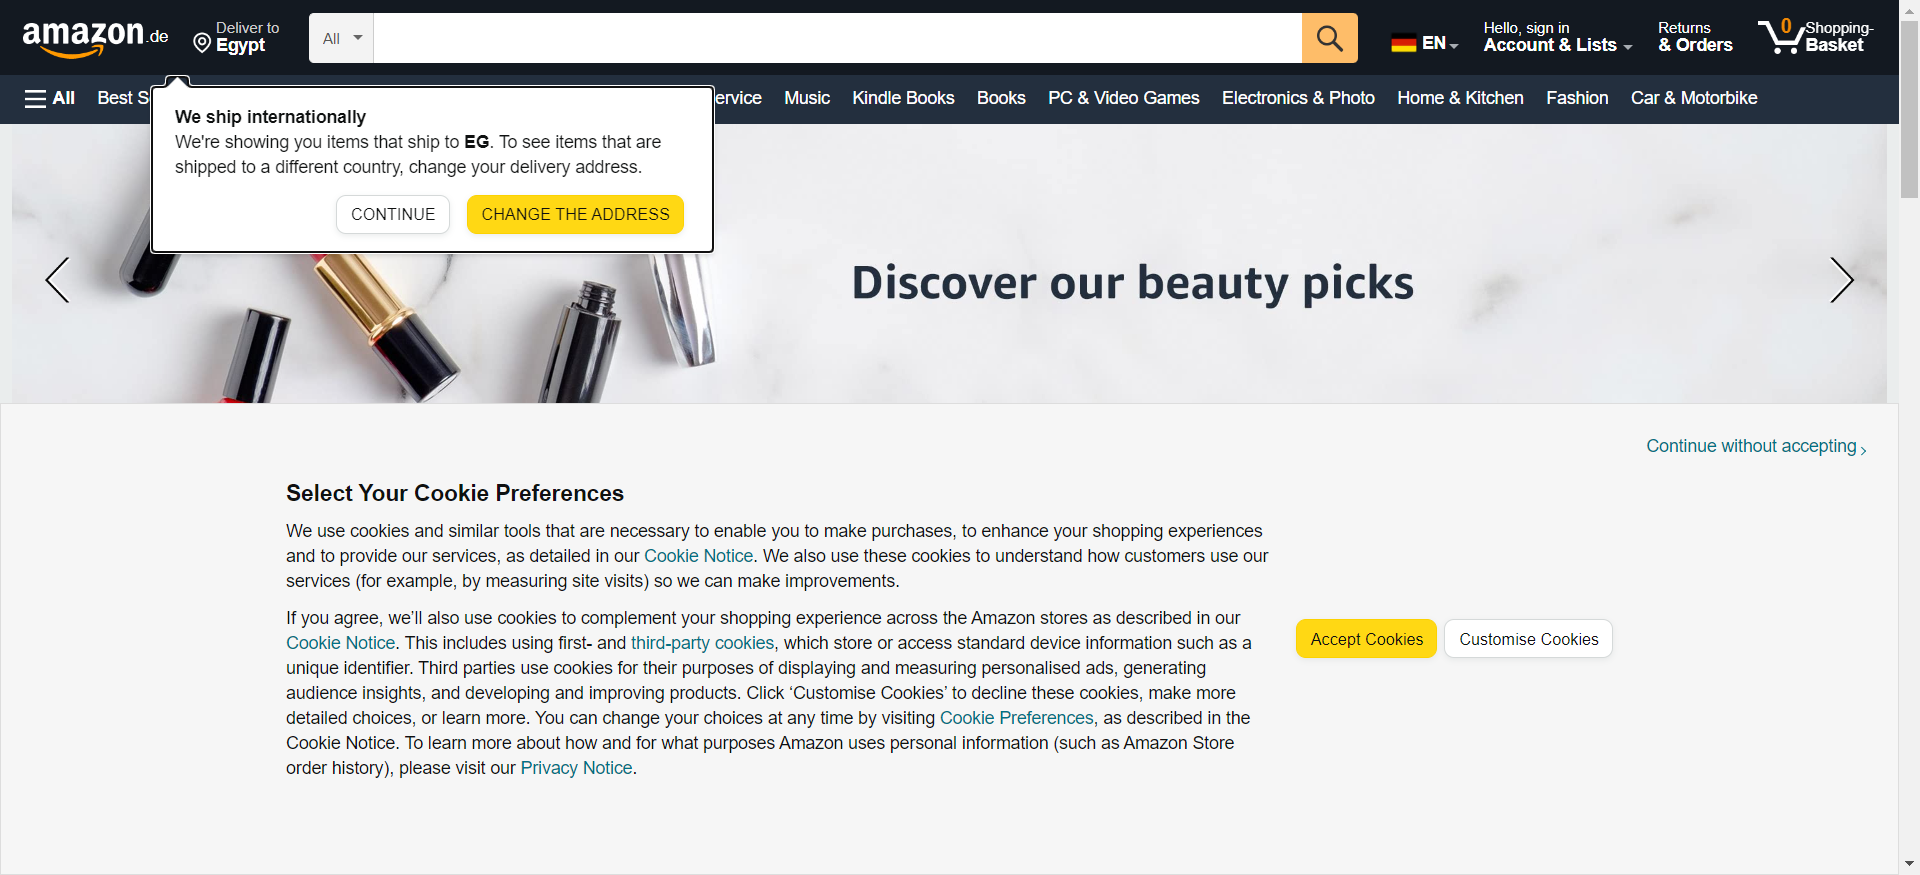 amazon.de
Deliver to
Egypt
All
EN
Hello, sign in
Account & Lists
Returns
& Orders
0
Shopping-
Basket
All
Best S
ervice
Music
Kindle Books
Books
PC & Video Games
Electronics & Photo
Home & Kitchen
Fashion
Car & Motorbike
We ship internationally
We're showing you items that ship to EG. To see items that are
shipped to a different country, change your delivery address.
CONTINUE
CHANGE THE ADDRESS
Discover our beauty picks
Continue without accepting
Select Your Cookie Preferences
We use cookies and similar tools that are necessary to enable you to make purchases, to enhance your shopping experiences
and to provide our services, as detailed in our Cookie Notice. We also use these cookies to understand how customers use our
services (for example, by measuring site visits) so we can make improvements.
If you agree, we’ll also use cookies to complement your shopping experience across the Amazon stores as described in our
Cookie Notice. This includes using first- and third-party cookies, which store or access standard device information such as a
unique identifier. Third parties use cookies for their purposes of displaying and measuring personalised ads, generating
audience insights, and developing and improving products. Click ‘Customise Cookies’ to decline these cookies, make more
detailed choices, or learn more. You can change your choices at any time by visiting Cookie Preferences, as described in the
Cookie Notice. To learn more about how and for what purposes Amazon uses personal information (such as Amazon Store
order history), please visit our Privacy Notice.
Accept Cookies
Customise Cookies